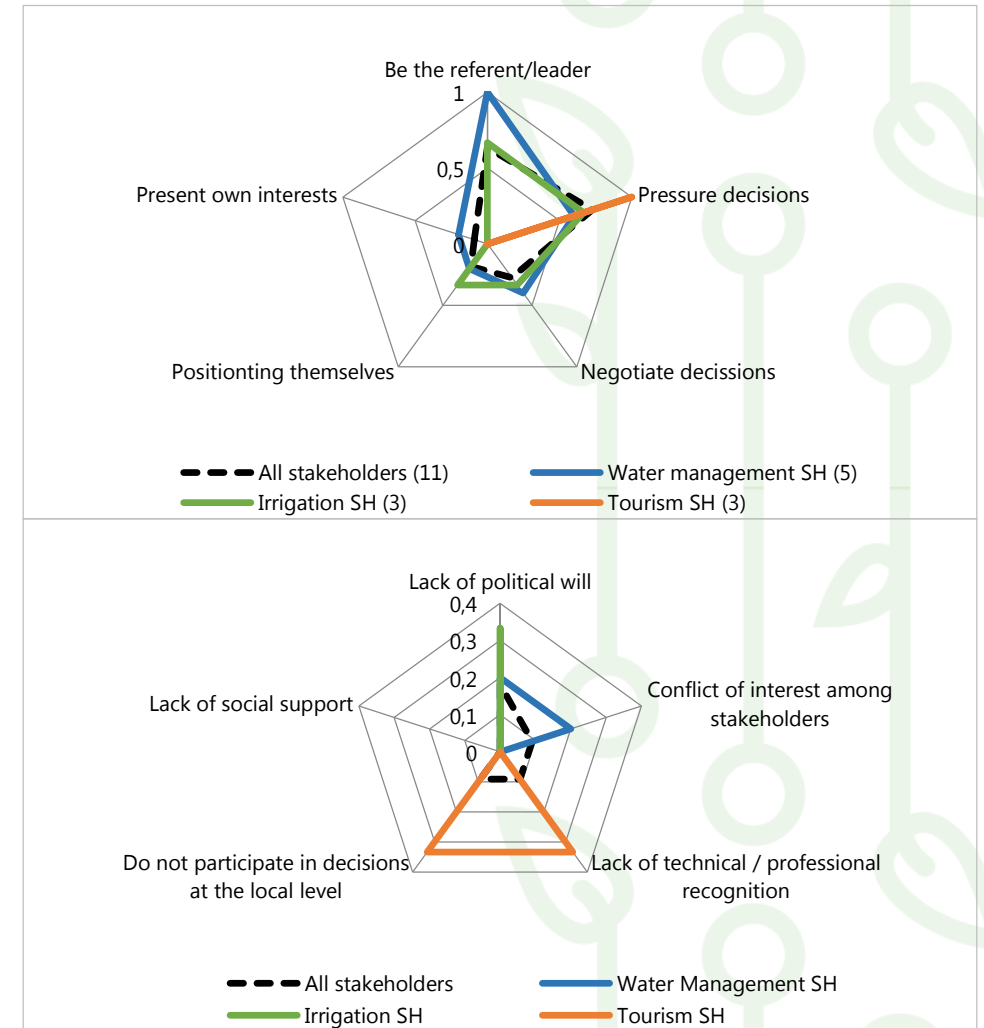 Be the referent/leader
1
0,5
0
Present own interests
Pressure decisions
Positionting themselves
Negotiate decissions
All stakeholders (11)
Water management SH (5)
Irrigation SH (3)
Tourism SH (3)
Lack of political will
0,4
0,3
0,2
0,1
0
Lack of social support
Conflict of interest among
stakeholders
Do not participate in decisions
at the local level
Lack of technical / professional
recognition
All stakeholders
Water Management SH
Irrigation SH
Tourism SH